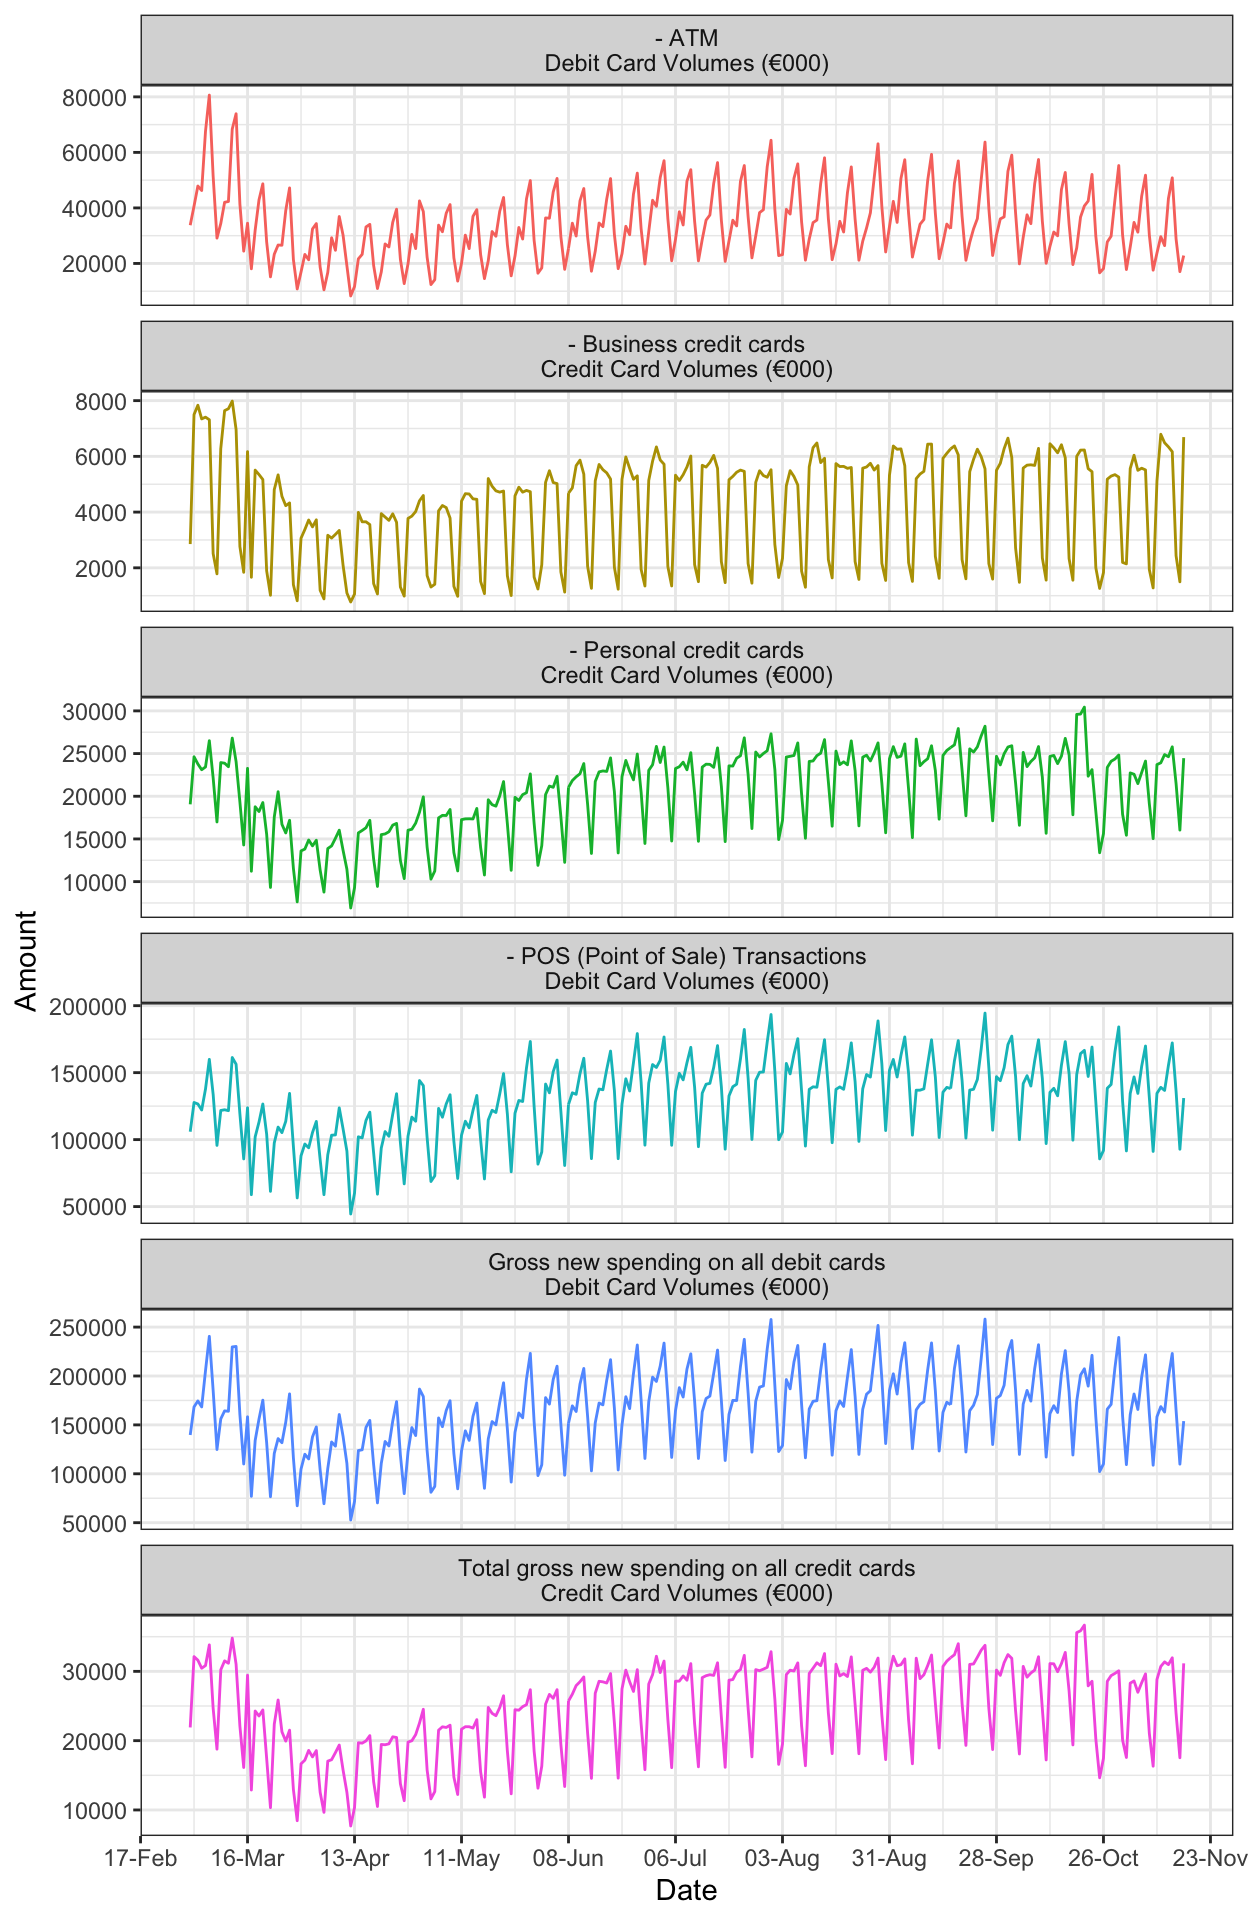 - ATM
Debit Card Volumes (€000)
80000
60000
40000
20000
- Business credit cards
Credit Card Volumes (€000)
8000
6000
4000
2000
- Personal credit cards
Credit Card Volumes (€000)
30000
25000
20000
15000
10000
- POS (Point of Sale) Transactions
Debit Card Volumes (€000)
200000
150000
100000
50000
Amount
Gross new spending on all debit cards
Debit Card Volumes (€000)
250000
200000
150000
100000
50000
Total gross new spending on all credit cards
Credit Card Volumes (€000)
30000
20000
10000
17-Feb 16-Mar 13-Apr 11-May 08-Jun 06-Jul 03-Aug 31-Aug 28-Sep 26-Oct 23-Nov
Date